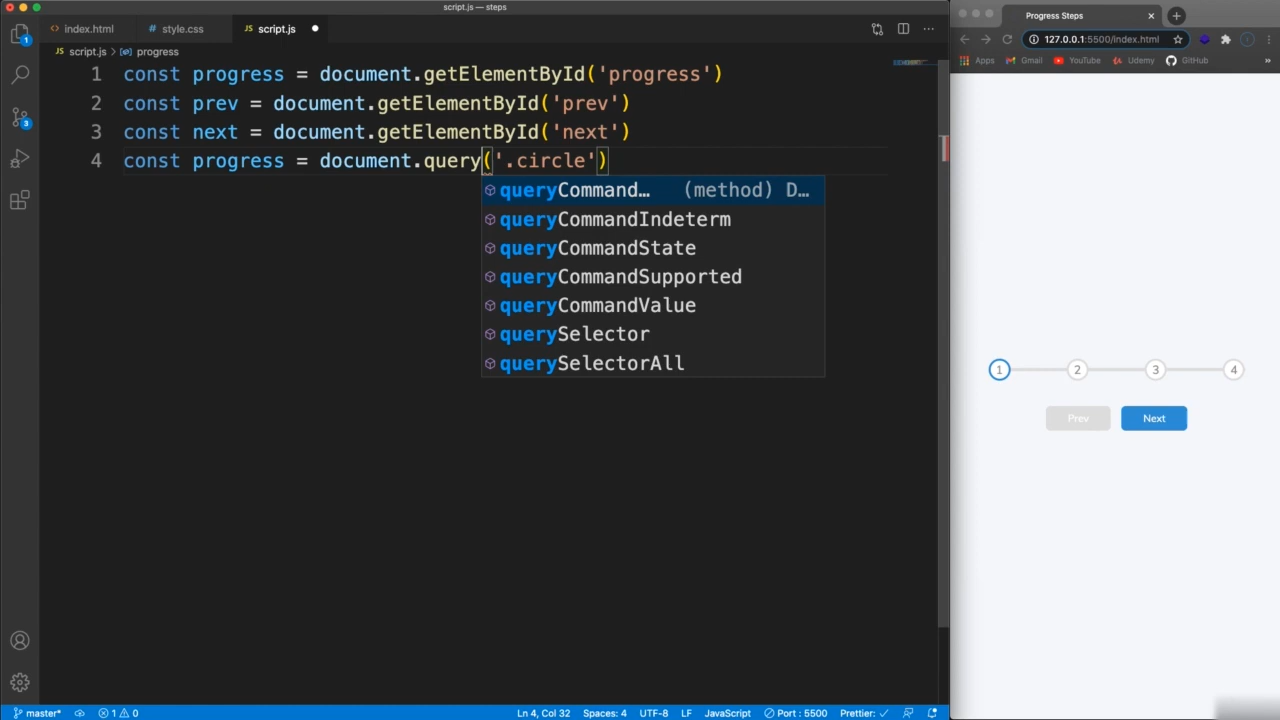 script.js — steps
index.html
style.css
script.js
script.js > progress
1 const progress = document.getElementById('progress')
2 const prev = document.getElementById('prev')
3 const next = document.getElementById('next')
4 const progress = document.query('.circle')
queryCommand… (method) D…
queryCommandIndeterm
queryCommandState
queryCommandSupported
queryCommandValue
querySelector
querySelectorAll
1
3
master* 1 0 Ln 4, Col 32 Spaces: 4 UTF-8 LF JavaScript Port : 5500 Prettier: ✓
Progress Steps
127.0.0.1:5500/index.html
Apps Gmail YouTube Udemy GitHub »
1 2 3 4
Prev Next